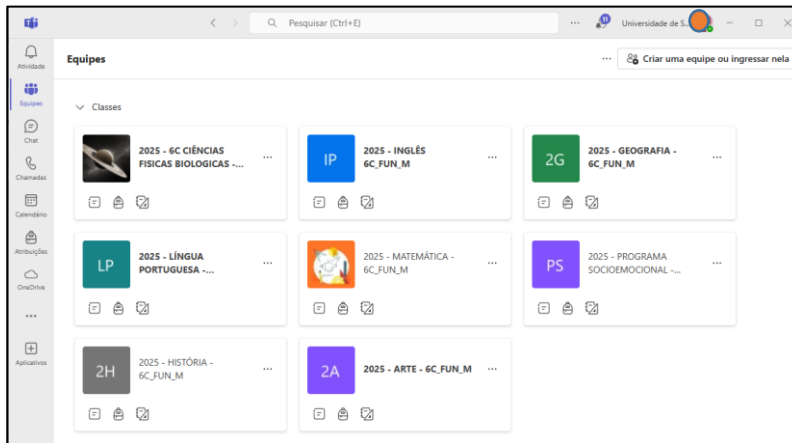 Pesquisar (Ctrl+E)
11
Universidade de S...
Atividade
Equipes
Chat
Chamadas
Calendário
Atribuições
OneDrive
Aplicativos
Equipes
Criar uma equipe ou ingressar nela
Classes
2025 - 6C CIÊNCIAS
FISICAS BIOLOGICAS -...
IP
2025 - INGLÊS
6C_FUN_M
2G
2025 - GEOGRAFIA -
6C_FUN_M
LP
2025 - LÍNGUA
PORTUGUESA -...
2025 - MATEMÁTICA -
6C_FUN_M
PS
2025 - PROGRAMA
SOCIOEMOCIONAL -...
2H
2025 - HISTÓRIA -
6C_FUN_M
2A
2025 - ARTE - 6C_FUN_M